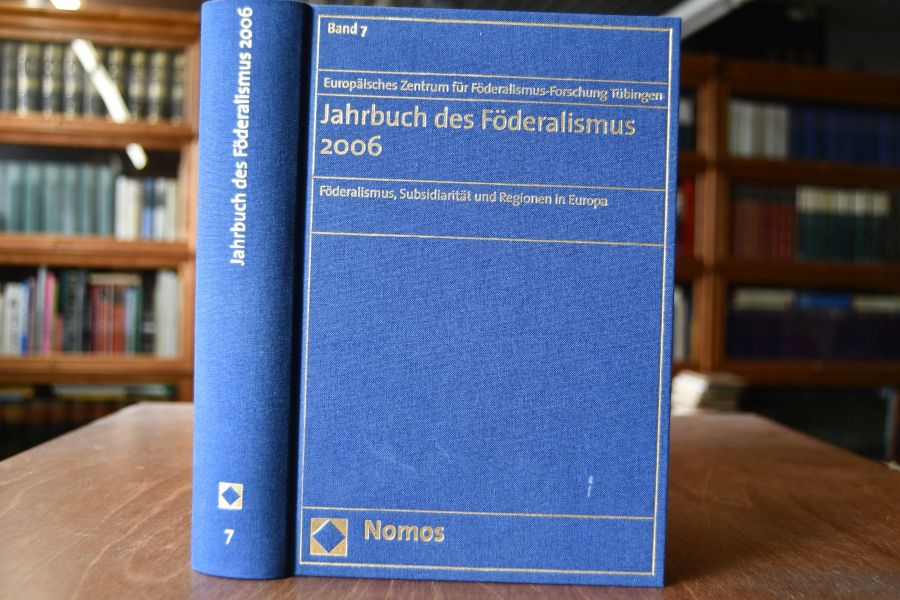 Jahrbuch des Föderalismus 2006
7
Band 7
Europäisches Zentrum für Föderalismus-Forschung Tübingen
Jahrbuch des Föderalismus
2006
Föderalismus, Subsidiarität und Regionen in Europa
Nomos